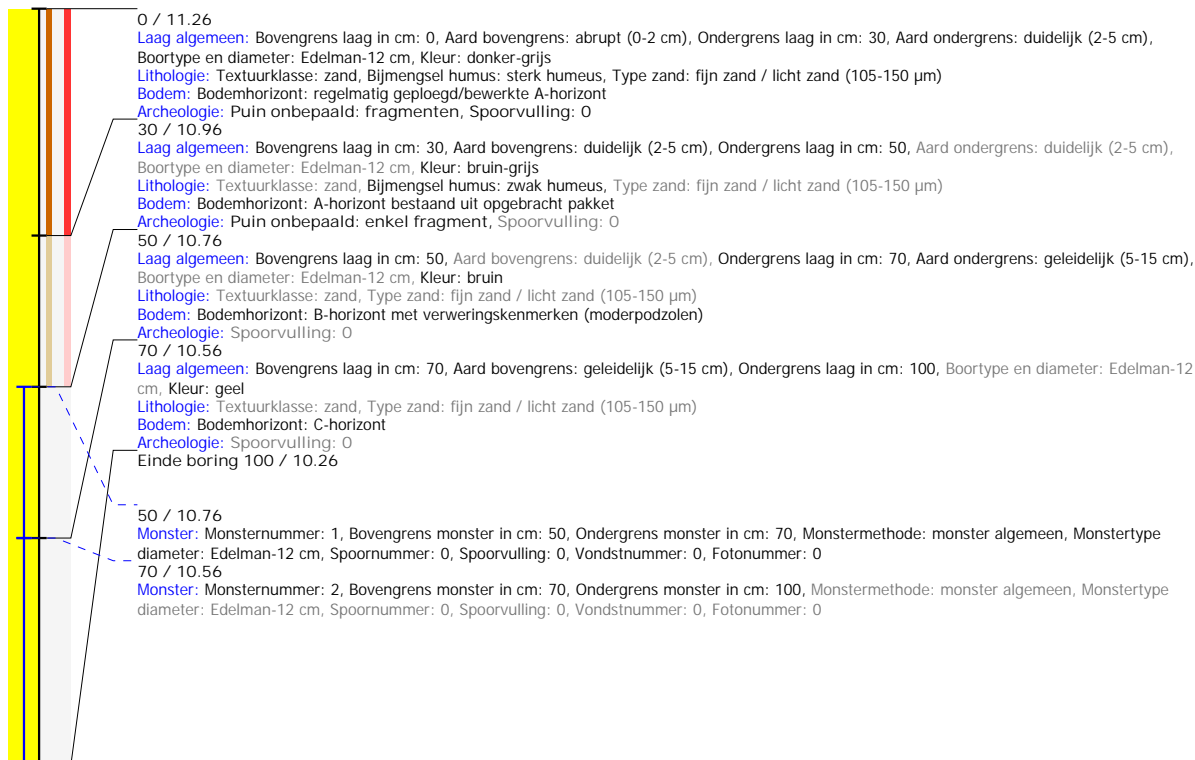 0 / 11.26
Laag algemeen: Bovengrens laag in cm: 0, Aard bovengrens: abrupt (0-2 cm), Ondergrens laag in cm: 30, Aard ondergrens: duidelijk (2-5 cm),
Boortype en diameter: Edelman-12 cm, Kleur: donker-grijs
Lithologie: Textuurklasse: zand, Bijmengsel humus: sterk humeus, Type zand: fijn zand / licht zand (105-150 µm)
Bodem: Bodemhorizont: regelmatig geploegd/bewerkte A-horizont
Archeologie: Puin onbepaald: fragmenten, Spoorvulling: 0
30 / 10.96
Laag algemeen: Bovengrens laag in cm: 30, Aard bovengrens: duidelijk (2-5 cm), Ondergrens laag in cm: 50, Aard ondergrens: duidelijk (2-5 cm),
Boortype en diameter: Edelman-12 cm, Kleur: bruin-grijs
Lithologie: Textuurklasse: zand, Bijmengsel humus: zwak humeus, Type zand: fijn zand / licht zand (105-150 µm)
Bodem: Bodemhorizont: A-horizont bestaand uit opgebracht pakket
Archeologie: Puin onbepaald: enkel fragment, Spoorvulling: 0
50 / 10.76
Laag algemeen: Bovengrens laag in cm: 50, Aard bovengrens: duidelijk (2-5 cm), Ondergrens laag in cm: 70, Aard ondergrens: geleidelijk (5-15 cm),
Boortype en diameter: Edelman-12 cm, Kleur: bruin
Lithologie: Textuurklasse: zand, Type zand: fijn zand / licht zand (105-150 µm)
Bodem: Bodemhorizont: B-horizont met verweringskenmerken (moderpodzolen)
Archeologie: Spoorvulling: 0
70 / 10.56
Laag algemeen: Bovengrens laag in cm: 70, Aard bovengrens: geleidelijk (5-15 cm), Ondergrens laag in cm: 100, Boortype en diameter: Edelman-12
cm, Kleur: geel
Lithologie: Textuurklasse: zand, Type zand: fijn zand / licht zand (105-150 µm)
Bodem: Bodemhorizont: C-horizont
Archeologie: Spoorvulling: 0
Einde boring 100 / 10.26
50 / 10.76
Monster: Monsternummer: 1, Bovengrens monster in cm: 50, Ondergrens monster in cm: 70, Monstermethode: monster algemeen, Monstertype
diameter: Edelman-12 cm, Spoornummer: 0, Spoorvulling: 0, Vondstnummer: 0, Fotonummer: 0
70 / 10.56
Monster: Monsternummer: 2, Bovengrens monster in cm: 70, Ondergrens monster in cm: 100, Monstermethode: monster algemeen, Monstertype
diameter: Edelman-12 cm, Spoornummer: 0, Spoorvulling: 0, Vondstnummer: 0, Fotonummer: 0